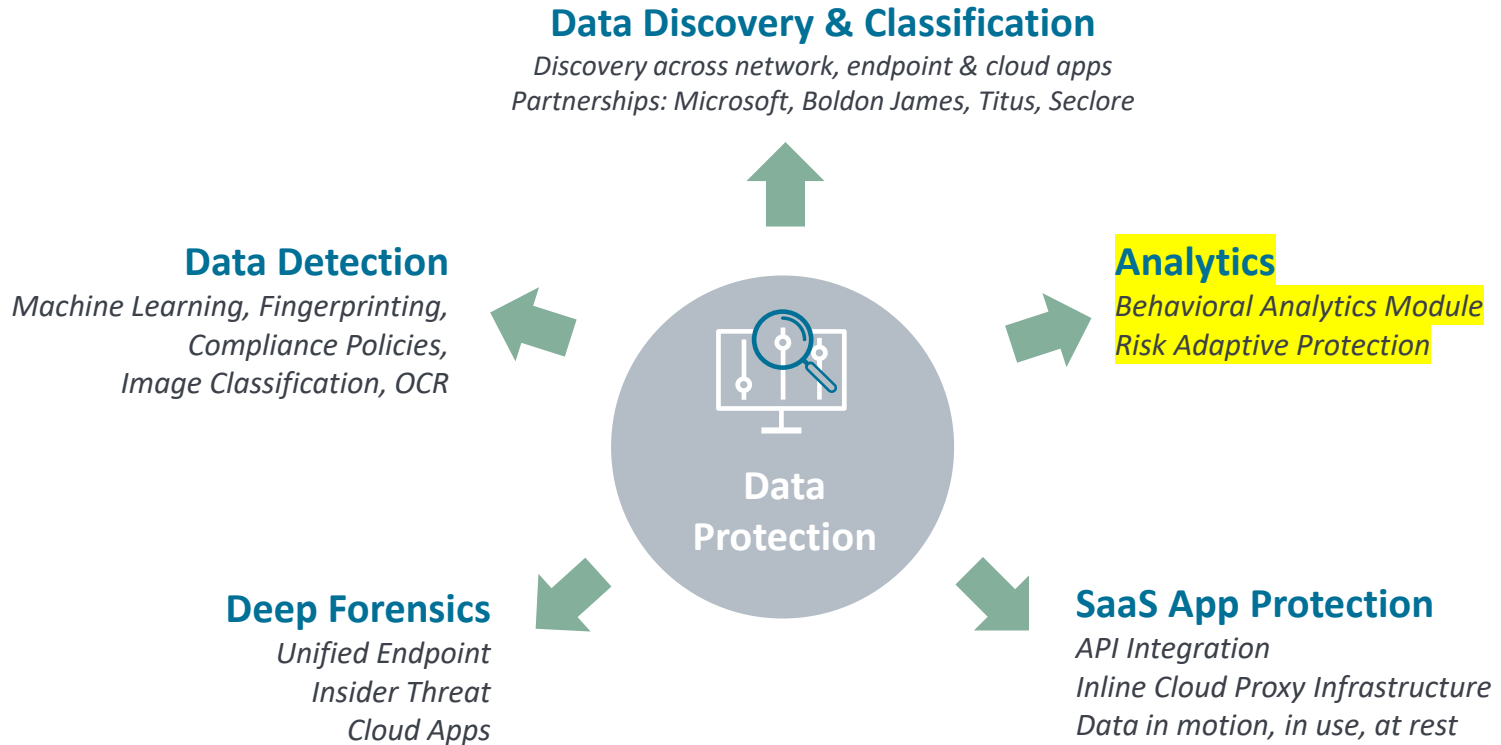 Data Discovery & Classification
Discovery across network, endpoint & cloud apps
Partnerships: Microsoft, Boldon James, Titus, Seclore
Data Detection
Machine Learning, Fingerprinting,
Compliance Policies,
Image Classification, OCR
Analytics
Behavioral Analytics Module
Risk Adaptive Protection
Data
Protection
Deep Forensics
Unified Endpoint
Insider Threat
Cloud Apps
SaaS App Protection
API Integration
Inline Cloud Proxy Infrastructure
Data in motion, in use, at rest